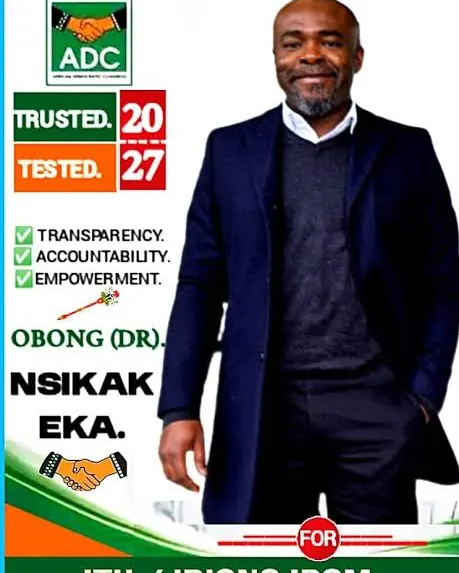 ADC
TRUSTED. 20
TESTED. 27
TRANSPARENCY.
ACCOUNTABILITY.
EMPOWERMENT.
OBONG (DR).
NSIKAK
EKA.
FOR